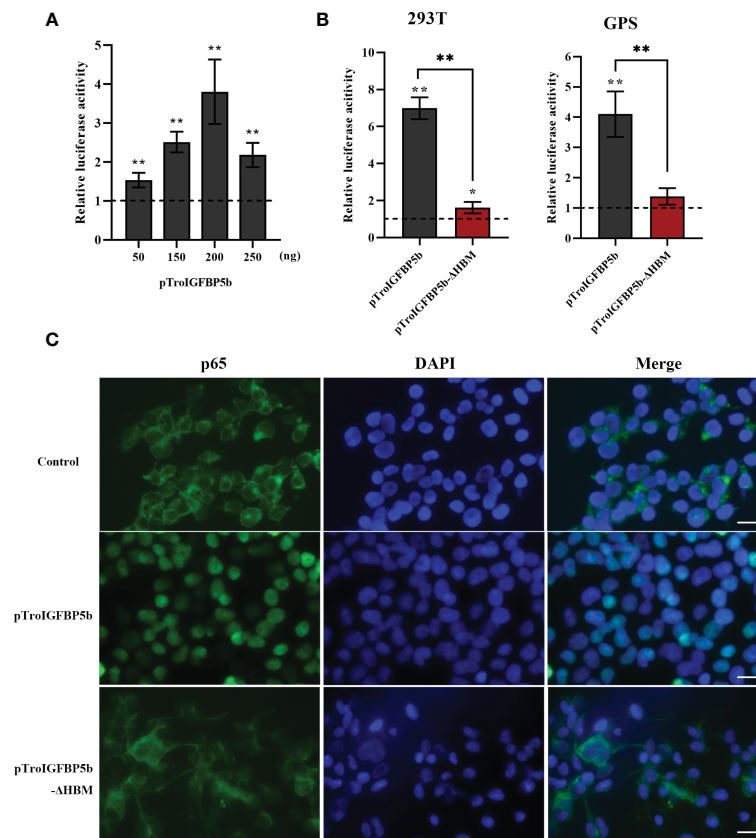 A
Relative luciferase acitivity
5
4
3
2
1
0
**
**
**
**
50 150 200 250 (ng)
pTroIGFBP5b
B
293T
Relative luciferase acitivity
10
8
6
4
2
0
**
**
*
pTroIGFBP5b
pTroIGFBP5b-ΔHBM
GPS
Relative luciferase acitivity
6
5
4
3
2
1
0
**
**
pTroIGFBP5b
pTroIGFBP5b-ΔHBM
C
p65 DAPI Merge
Control
pTroIGFBP5b
pTroIGFBP5b
-ΔHBM